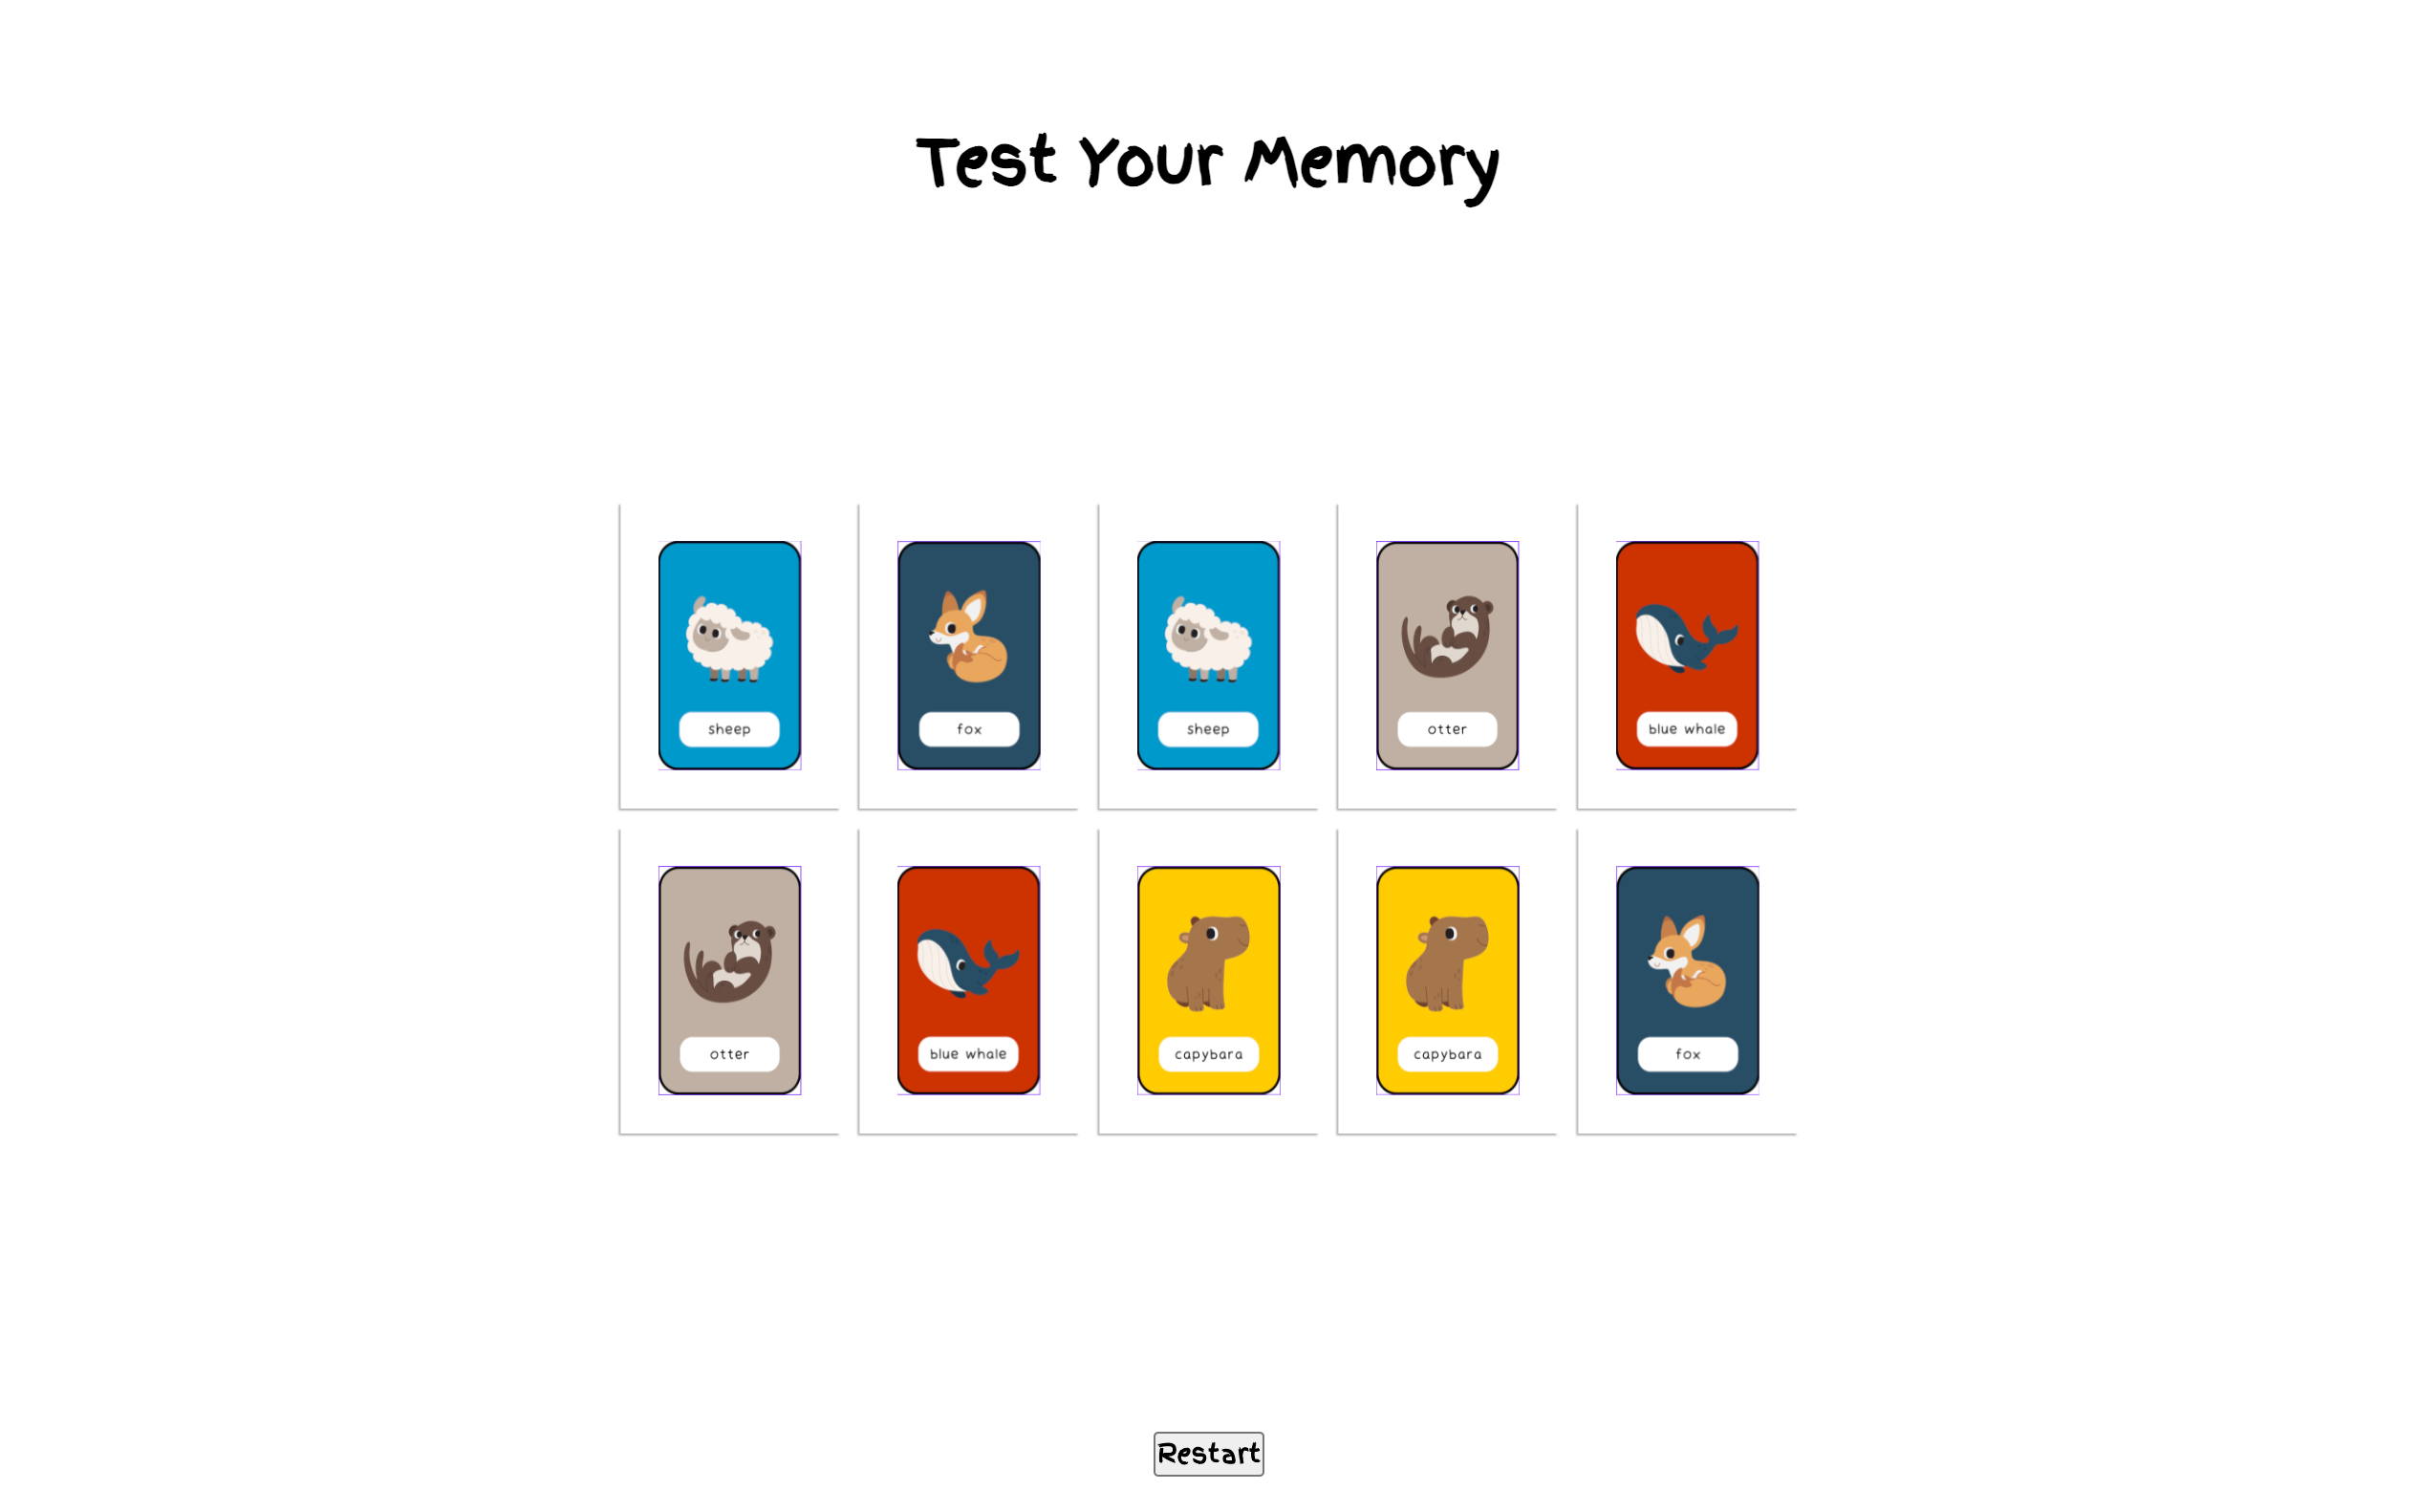 Test Your Memory
sheep
fox
sheep
otter
blue whale
otter
blue whale
capybara
capybara
fox
Restart